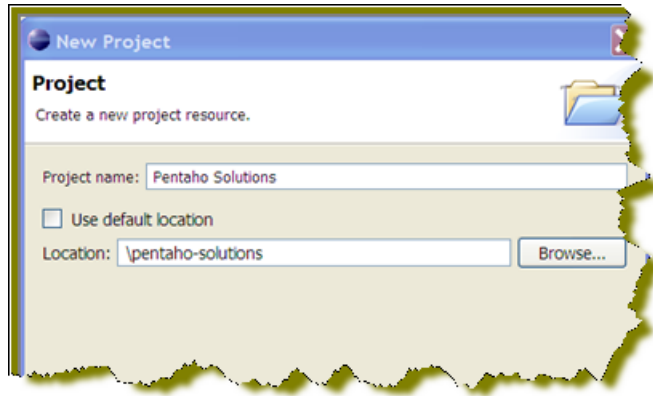 New Project
Project
Create a new project resource.
Project name: Pentaho Solutions
Use default location
Location: \pentaho-solutions Browse...